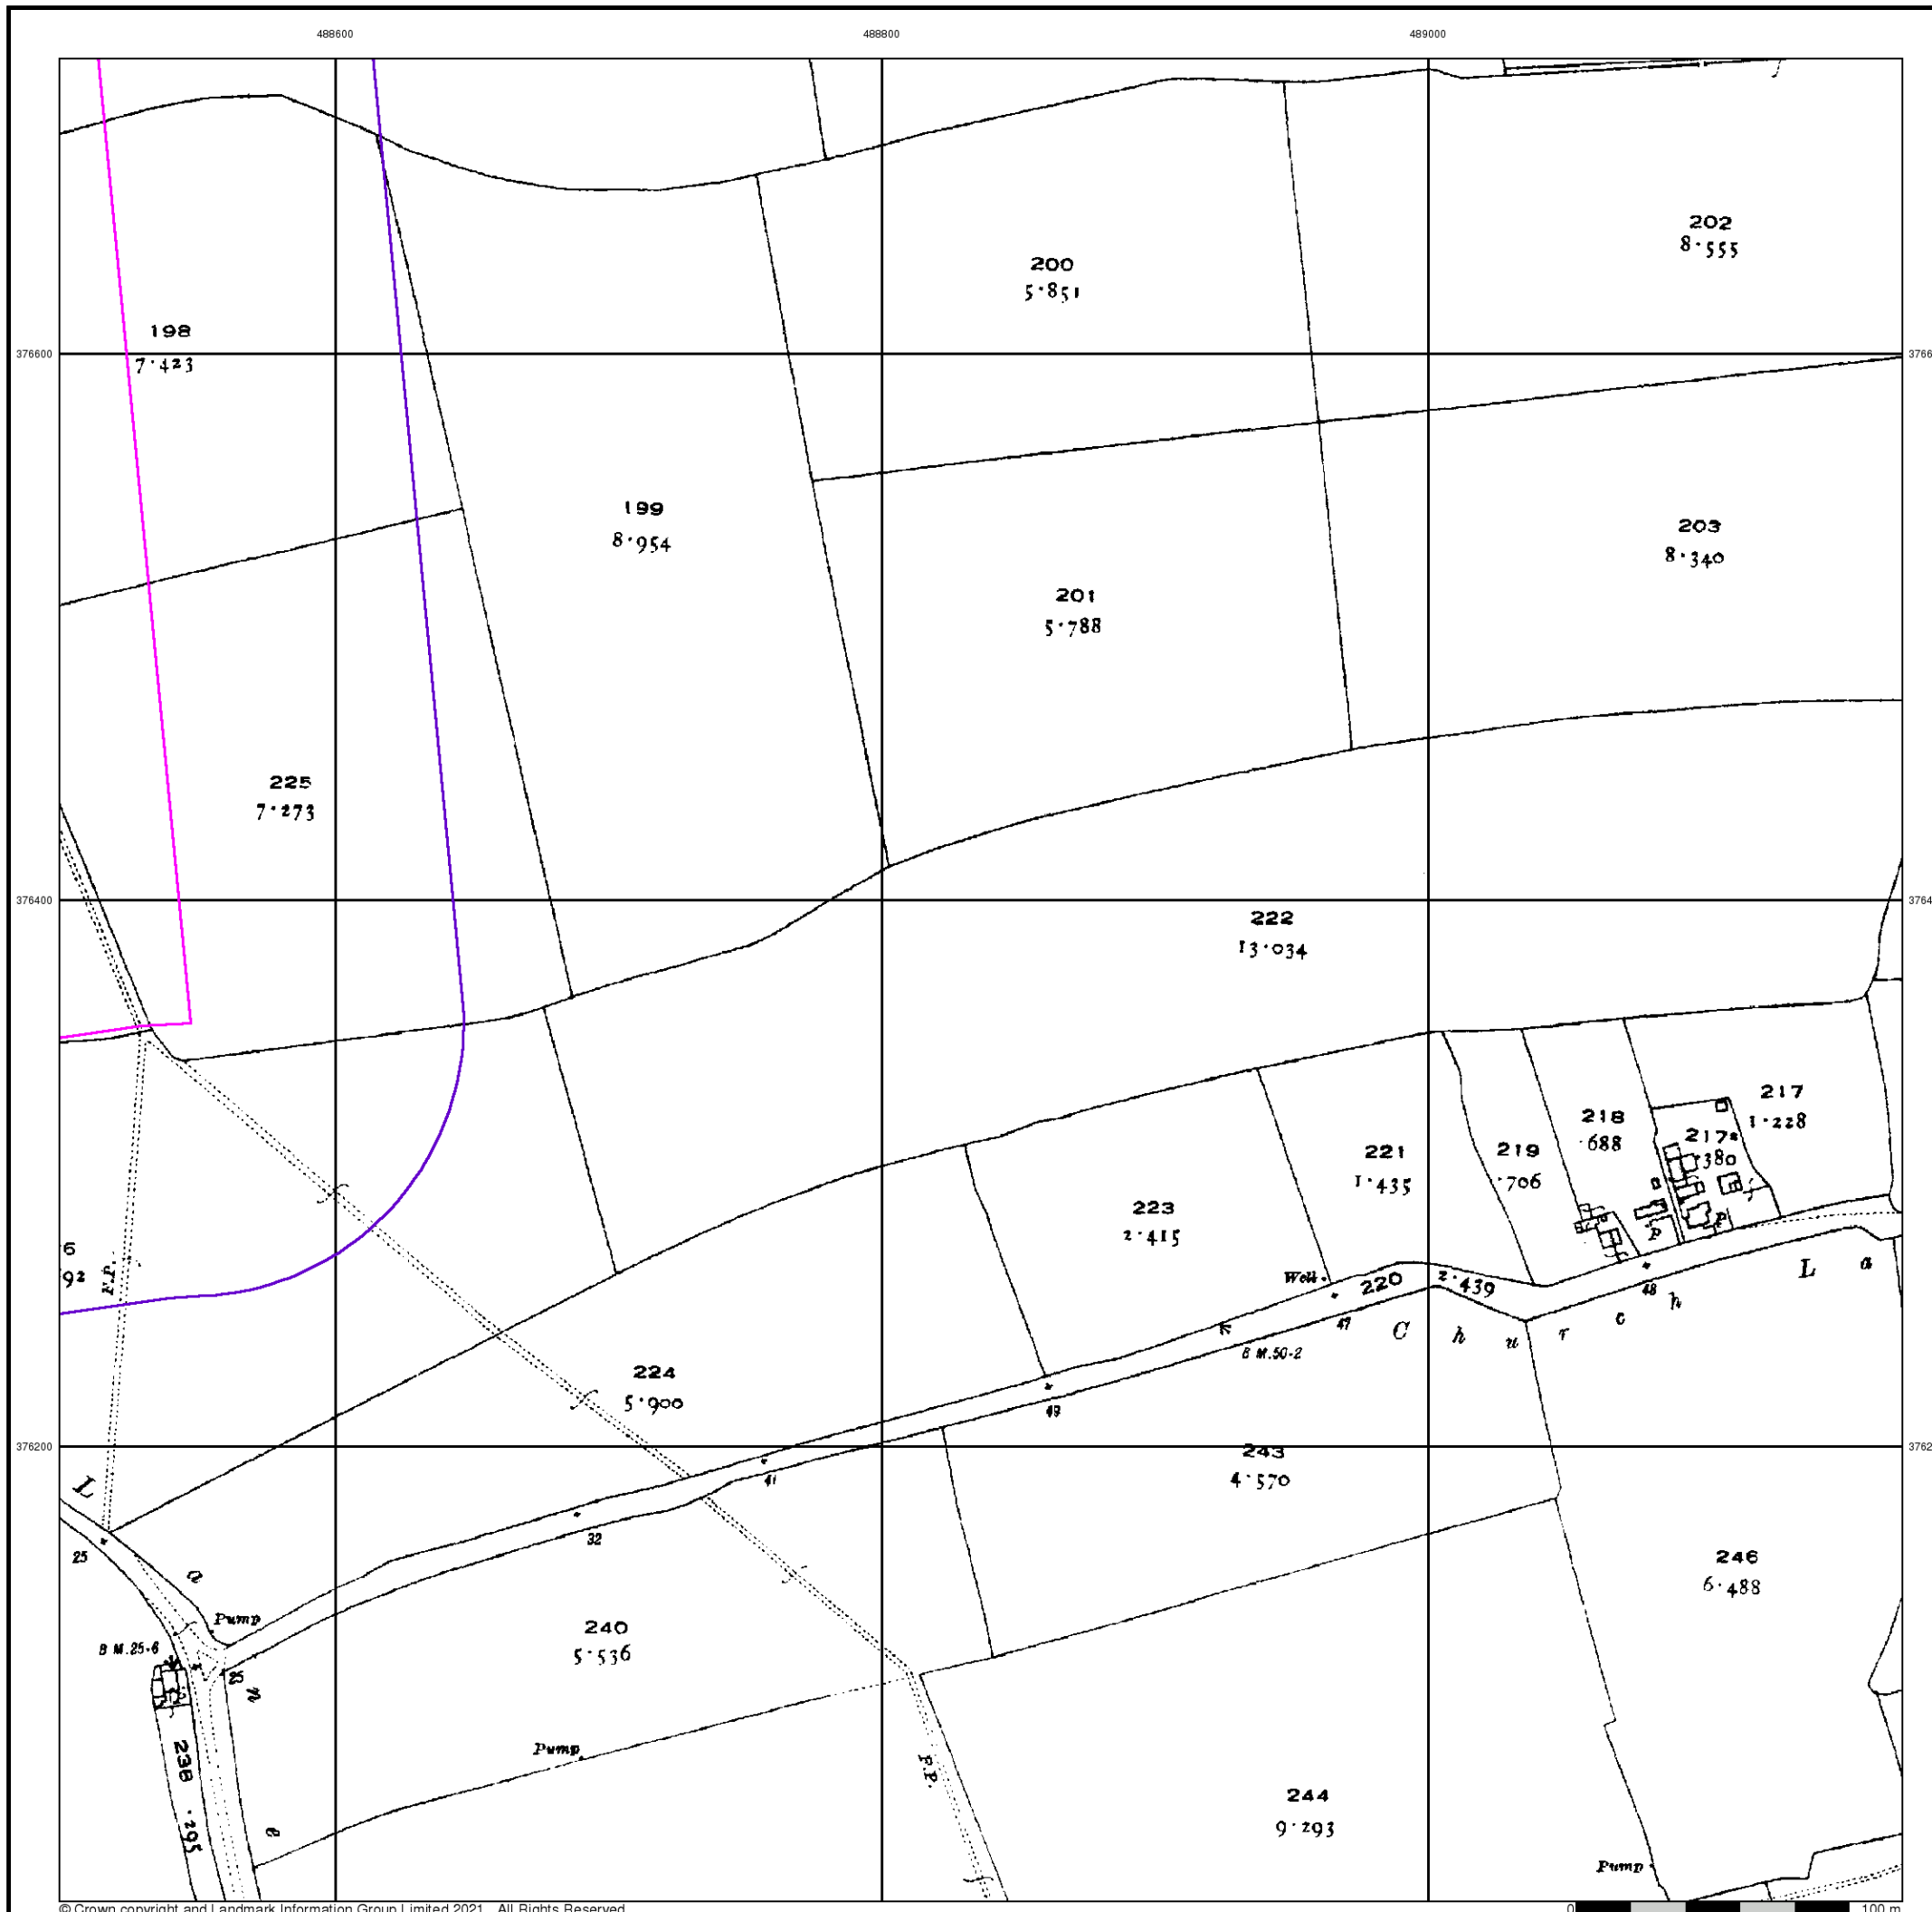 488600 488800 489000
202
8·555
200
5·851
198
7·423
376600
199
8·954
203
8·340
201
5·788
225
7·273
376400
222
13·034
217
1·228
218
·688
217a
·380
221
1·435
219
·706
223
2·415
6
92
F.P.
Well
220
2·439
48
L a
47
C h u r c h
B M.50·2
224
5·900
49
376200
243
4·570
L
41
32
25
246
6·488
a
Pump
240
5·536
B M.25·6
25
n
Pump
238 ·295
F.P.
244
9·293
e
Pump
© Crown copyright and Landmark Information Group Limited 2021. All Rights Reserved
0 100 m